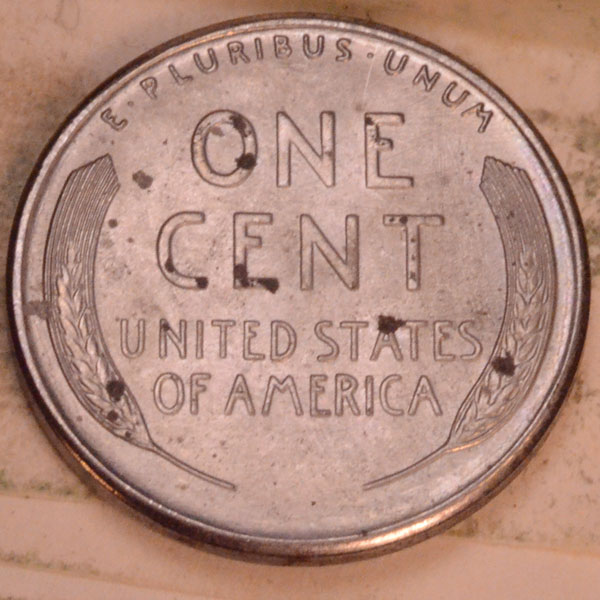 E · PLURIBUS · UNUM
ONE
CENT
UNITED STATES
OF AMERICA